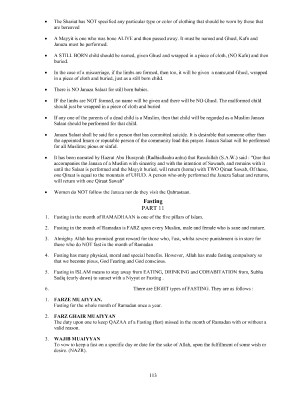 • The Shariat has NOT specified any particular type or color of clothing that should be worn by those that
are bereaved
• A Mayyit is one who was bone ALIVE and then passed away. It must be named and Ghusl, Kafn and
Janaza must be performed.
• A STILL BORN child should be named, given Ghusl and wrapped in a piece of cloth, (NO Kafn) and then
buried.
• In the case of a miscarriage, if the limbs are formed, then too, it will be given a name,and Ghusl, wrapped
in a piece of cloth and buried, just as a still born child.
• There is NO Janaza Salaat for still born babies.
• If the limbs are NOT formed, no name will be given and there will be NO Ghusl. The malformed child
should just be wrapped in a piece of cloth and buried
• If any one of the parents of a dead child is a Muslim, then that child will be regarded as a Muslim Janaza
Salaat should be performed for that child.
• Janaza Salaat shall be said for a person that has committed suicide. It is desirable that someone other than
the appointed Imam or reputable person of the community lead this prayer. Janaza Salaat will be performed
for all Muslims; pious or sinful.
• It has been narrated by Hazrat Abu Hurayrah (Radhiallaahu anhu) that Rasulullah (S.A.W.) said : "One that
accompanies the Janaza of a Muslim with sincerity and with the intention of Sawaab, and remains with it
until the Salaat is performed and the Mayyit buried, will return (home) with TWO Qiraat Sawab. Of these,
one Qiraat is equal to the mountain of UHUD. A person who only performed the Janaza Salaat and returns,
will return with one Qiraat Sawab"
• Women do NOT follow the Janaza nor do they visit the Qabrastan.
Fasting
PART 11
1. Fasting in the month of RAMADHAAN is one of the five pillars of Islam.
2. Fasting in the month of Ramadan is FARZ upon every Muslim, male and female who is sane and mature.
3. Almighty Allah has promised great reward for those who, Fast, whilst severe punishment is in store for
those who do NOT fast in the month of Ramadan
4. Fasting has many physical, moral and special benefits. However, Allah has made fasting compulsory so
that we become pious, God Fearing and God conscious.
5. Fasting in ISLAM means to stay away from EATING, DRINKING and COHABITATION from, Subha
Sadiq (early dawn) to sunset with a Niyyat or Fasting.
6. There are EIGHT types of FASTING. They are as follows :
1. FARZE MUAIYYAN.
Fasting for the whole month of Ramadan once a year.
2. FARZ GHAIR MUAIYYAN
The duty upon one to keep QAZAA of a Fasting (fast) missed in the month of Ramadan with or without a
valid reason.
3. WAJIB MUAIYYAN
To vow to keep a fast on a specific day or date for the sake of Allah, upon the fulfilment of some wish or
desire. (NAZR).
113